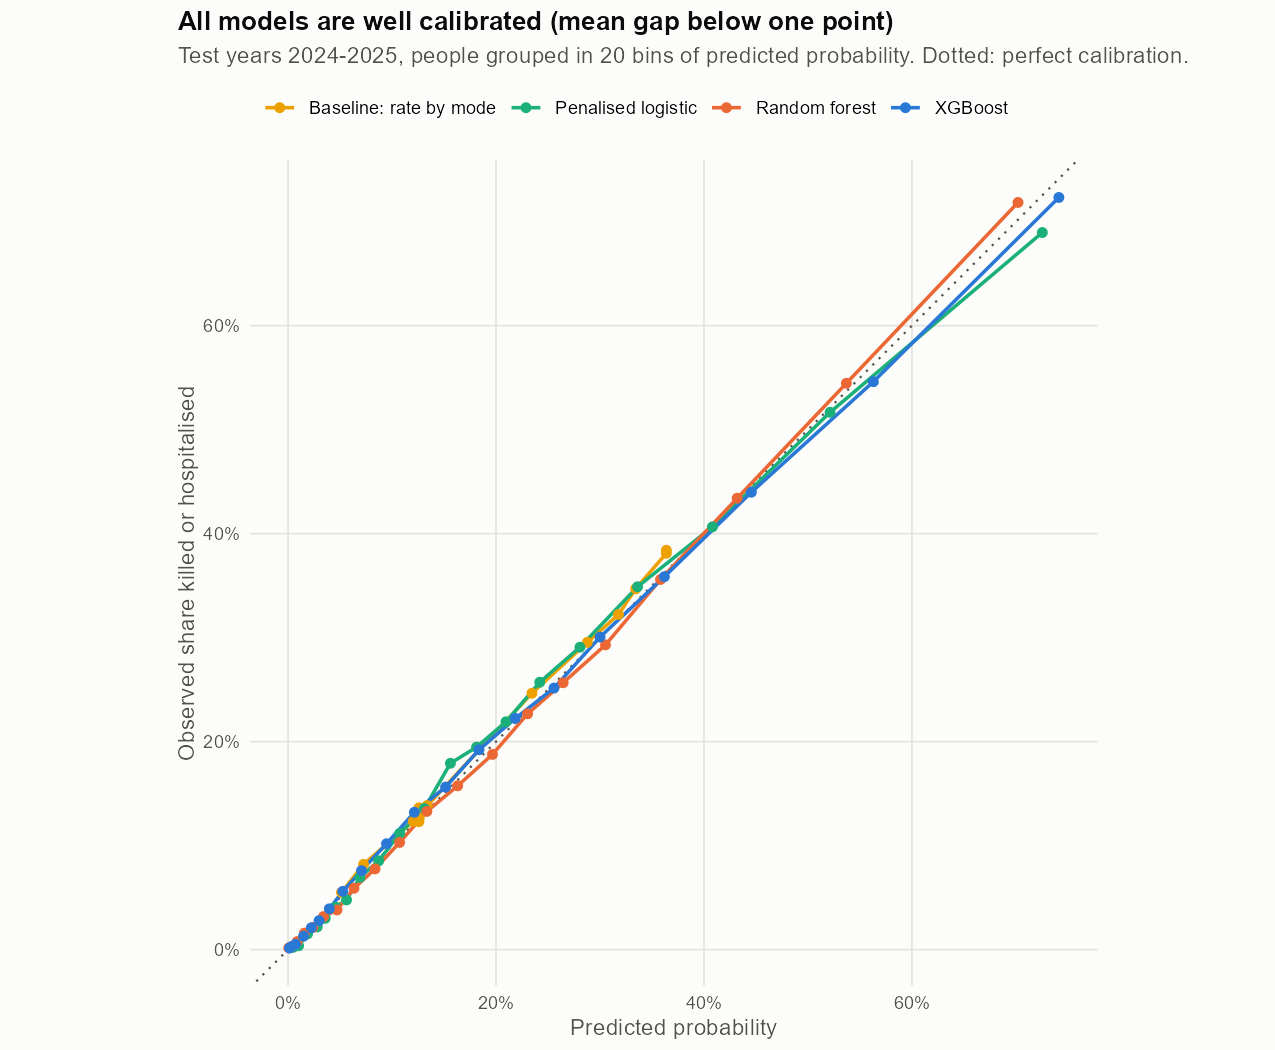 All models are well calibrated (mean gap below one point)
Test years 2024-2025, people grouped in 20 bins of predicted probability. Dotted: perfect calibration.
Baseline: rate by mode Penalised logistic Random forest XGBoost
Observed share killed or hospitalised
60%
40%
20%
0%
0% 20% 40% 60%
Predicted probability